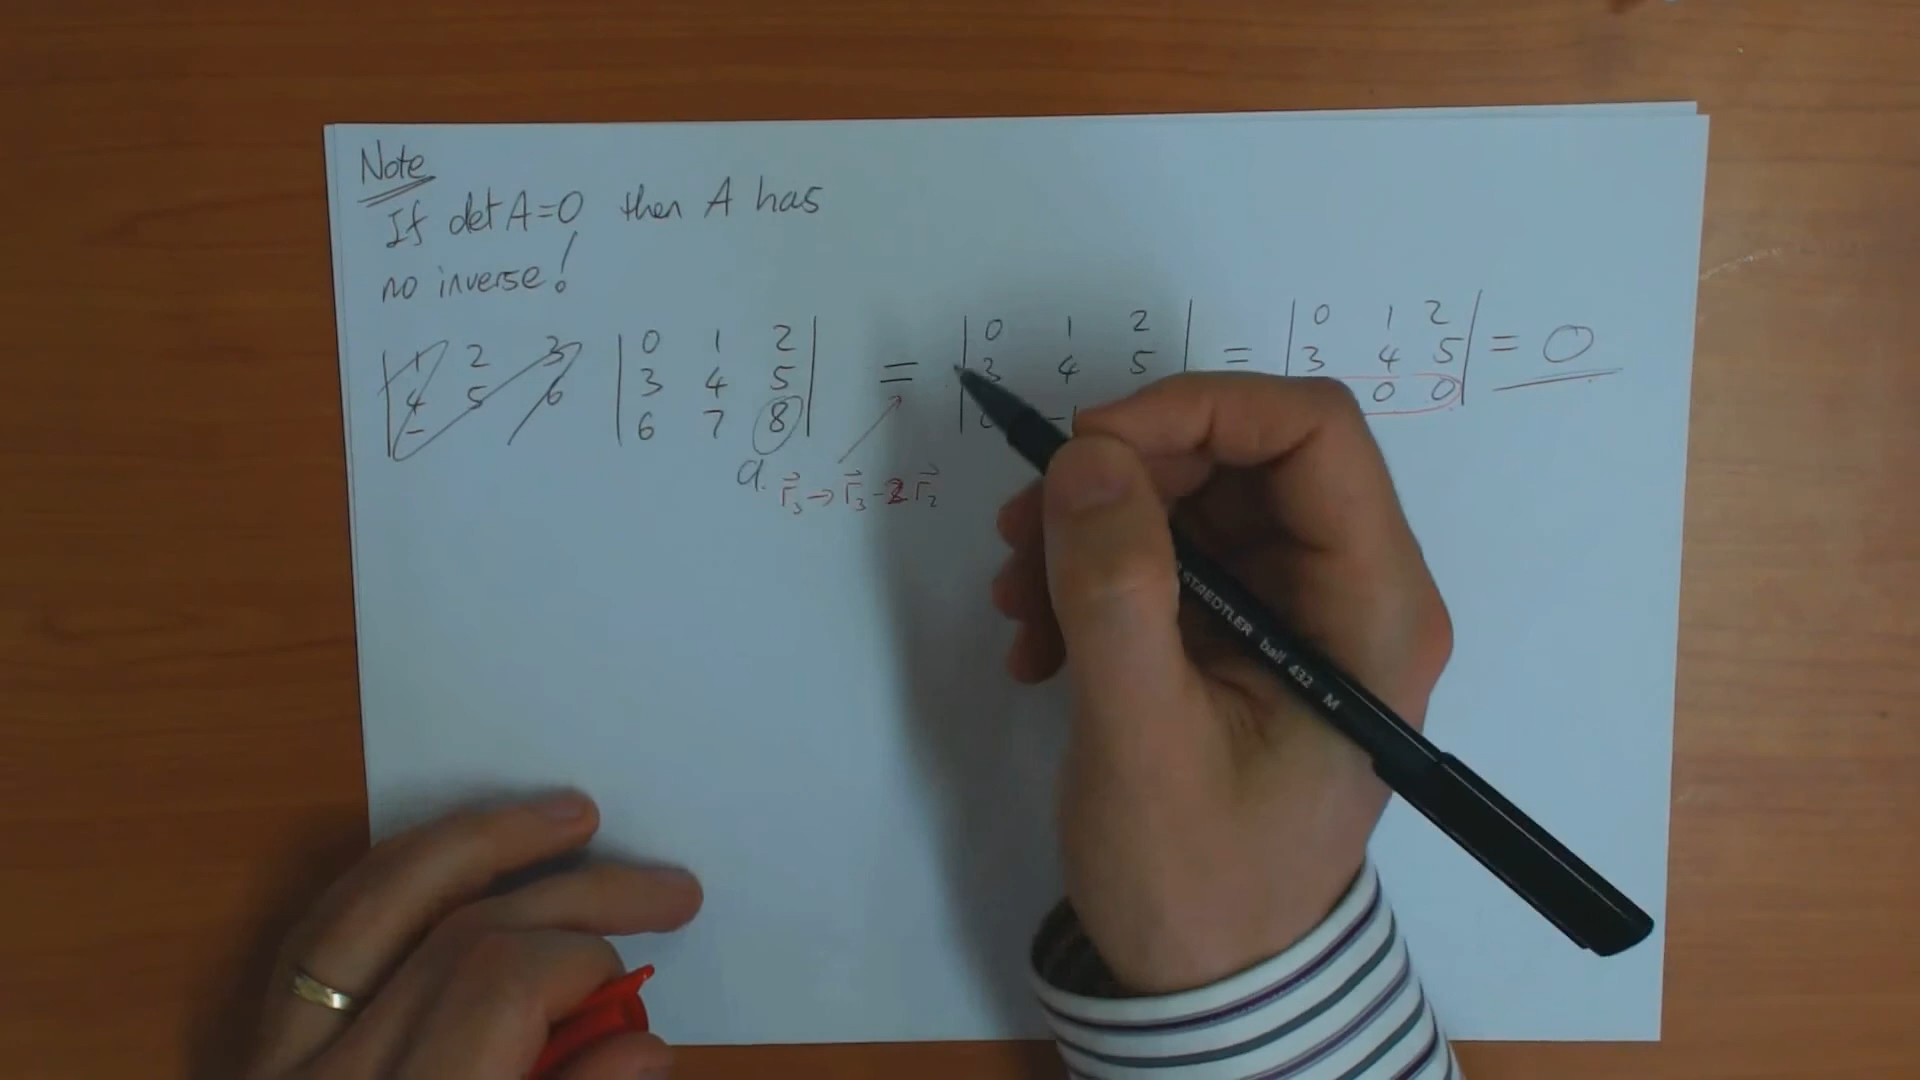 Note
If det A=0 then A has
no inverse!
1 2 3
4 5 6
| 0 1 2 |
| 3 4 5 |
| 6 7 8 |
a.
r₃ → r₃ - 2 r₂
= | 0 1 2 |
| 3 4 5 |
| 0 -1
= | 0 1 2 |
| 3 4 5 |
0 0 |
= 0
STAEDTLER ball 432 M